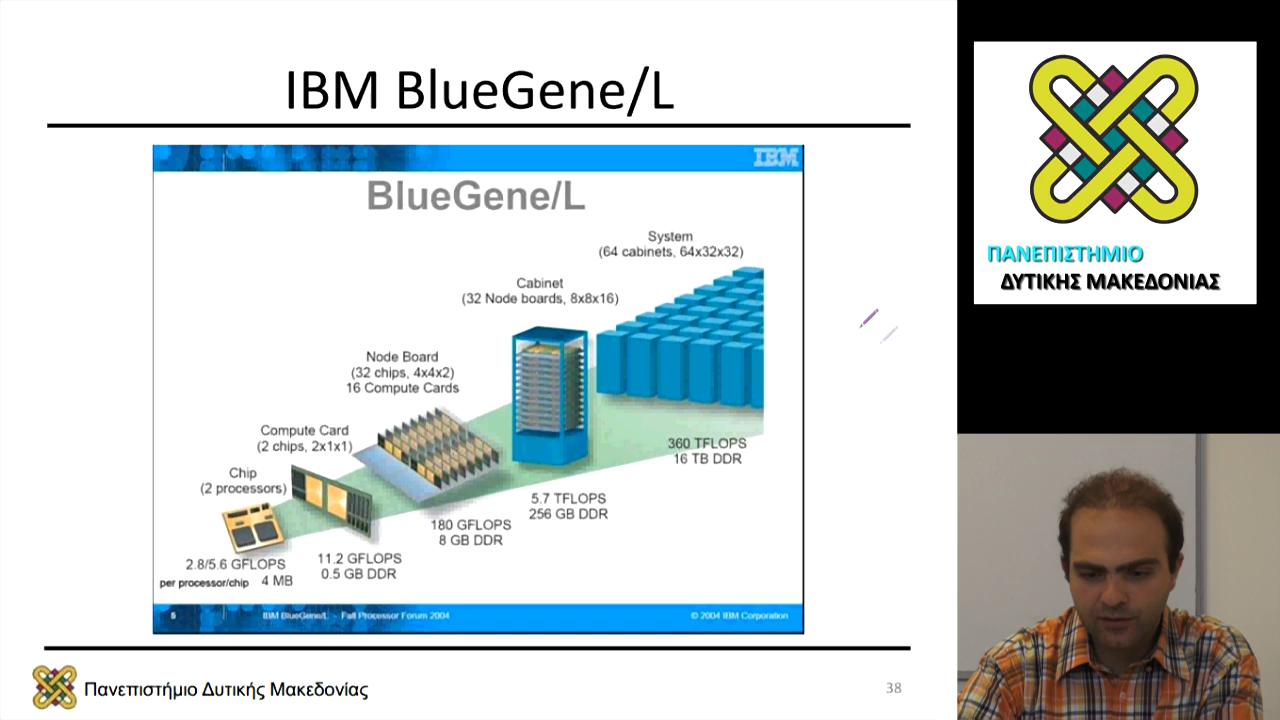 IBM BlueGene/L
IBM
BlueGene/L
System
(64 cabinets, 64x32x32)
Cabinet
(32 Node boards, 8x8x16)
Node Board
(32 chips, 4x4x2)
16 Compute Cards
Compute Card
(2 chips, 2x1x1)
Chip
(2 processors)
360 TFLOPS
16 TB DDR
5.7 TFLOPS
256 GB DDR
180 GFLOPS
8 GB DDR
11.2 GFLOPS
0.5 GB DDR
2.8/5.6 GFLOPS
per processor/chip 4 MB
5 IBM BlueGene/L - Fall Processor Forum 2004 © 2004 IBM Corporation
Πανεπιστήμιο Δυτικής Μακεδονίας
38
ΠΑΝΕΠΙΣΤΗΜΙΟ
ΔΥΤΙΚΗΣ ΜΑΚΕΔΟΝΙΑΣ